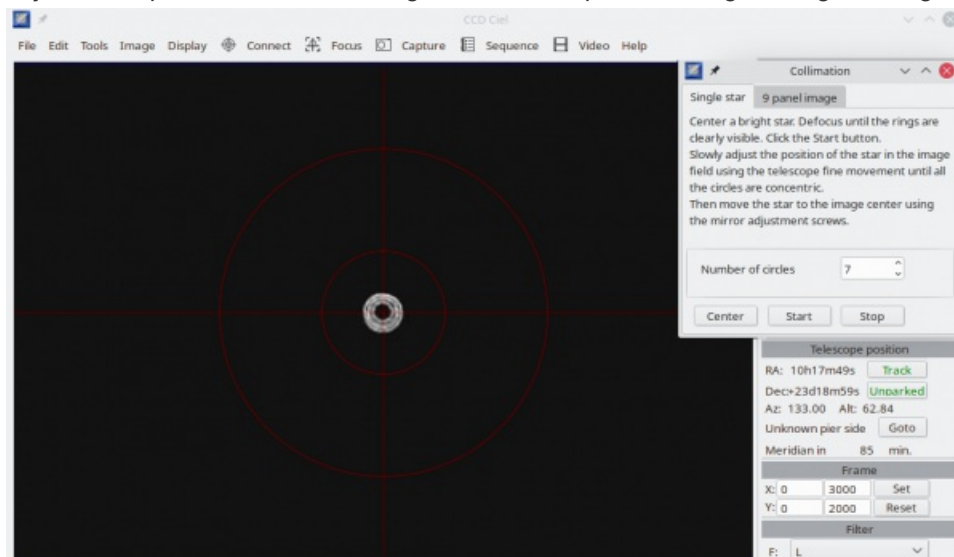 CCD Ciel
File Edit Tools Image Display Connect Focus Capture Sequence Video Help
Collimation
Single star 9 panel image
Center a bright star. Defocus until the rings are
clearly visible. Click the Start button.
Slowly adjust the position of the star in the image
field using the telescope fine movement until all
the circles are concentric.
Then move the star to the image center using
the mirror adjustment screws.
Number of circles 7
Center Start Stop
Telescope position
RA: 10h17m49s Track
Dec:+23d18m59s Unparked
Az: 133.00 Alt: 62.84
Unknown pier side Goto
Meridian in 85 min.
Frame
X: 0 3000 Set
Y: 0 2000 Reset
Filter
F: L